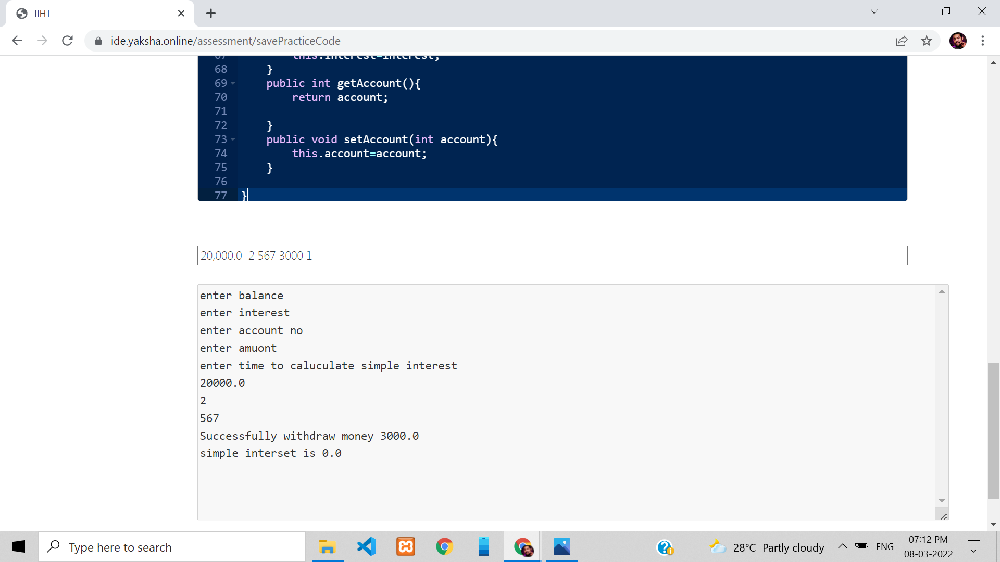 IIHT
ide.yaksha.online/assessment/savePracticeCode
67 this.interest=interest;
68 }
69 public int getAccount(){
70 return account;
71
72 }
73 public void setAccount(int account){
74 this.account=account;
75 }
76
77 }
20,000.0 2 567 3000 1
enter balance
enter interest
enter account no
enter amuont
enter time to caluculate simple interest
20000.0
2
567
Successfully withdraw money 3000.0
simple interset is 0.0
Type here to search
28°C Partly cloudy
ENG
07:12 PM
08-03-2022